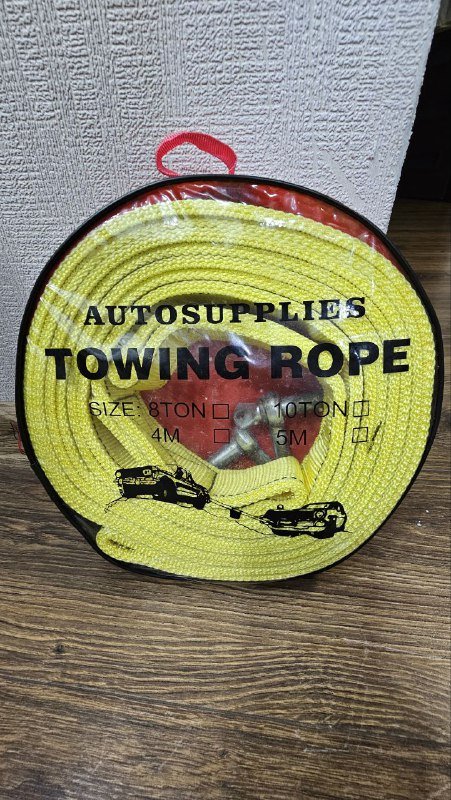 AUTOSUPPLIES
TOWING ROPE
SIZE: 8TON □ 10TON □
4M □ 5M □